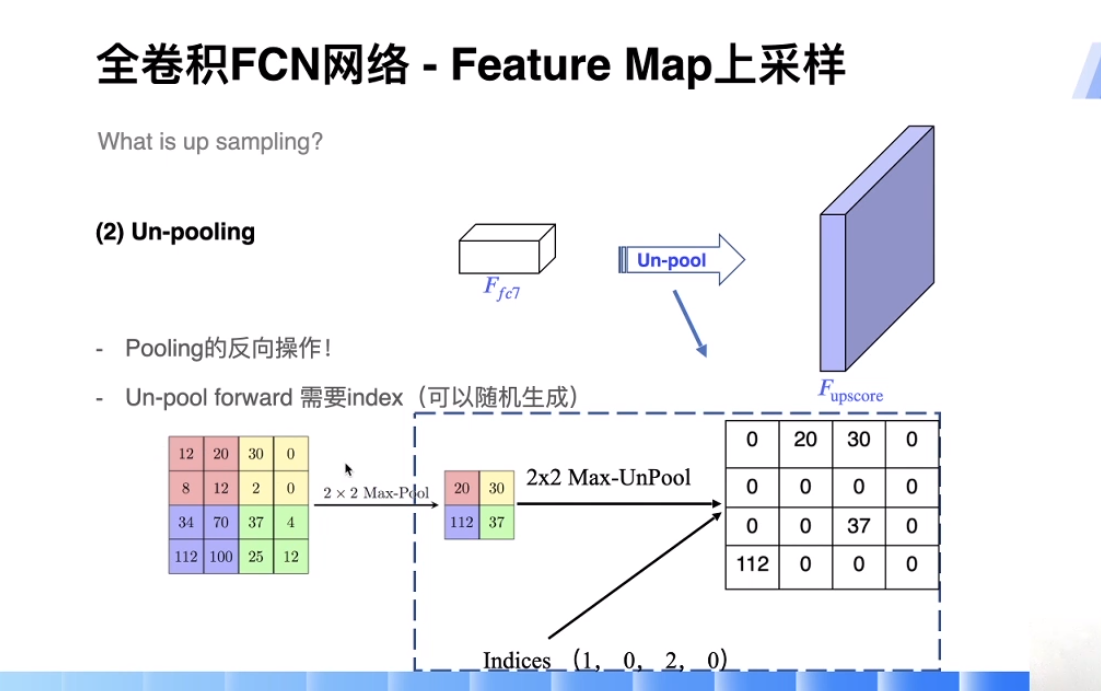 全卷积FCN网络 - Feature Map上采样
What is up sampling?
(2) Un-pooling
Un-pool
F_fc7
- Pooling的反向操作！
- Un-pool forward 需要index（可以随机生成）
F_upscore
12 20 30 0
8 12 2 0
34 70 37 4
112 100 25 12
2 × 2 Max-Pool
20 30
112 37
2x2 Max-UnPool
0 20 30 0
0 0 0 0
0 0 37 0
112 0 0 0
Indices （1, 0, 2, 0）